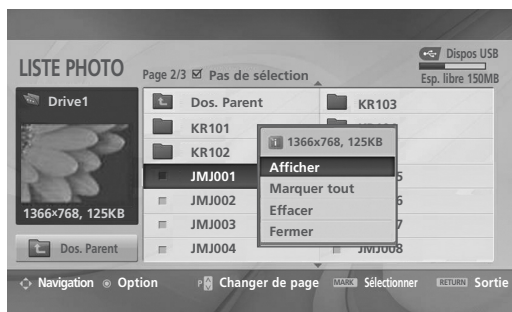 LISTE PHOTO
Page 2/3 ☑ Pas de sélection
Dispos USB
Esp. libre 150MB
Drive1
1366×768, 125KB
Dos. Parent
Dos. Parent
KR101
KR102
JMJ001
JMJ002
JMJ003
JMJ004
KR103
JMJ008
1366x768, 125KB
Afficher
Marquer tout
Effacer
Fermer
Navigation ◉ Option P Changer de page MARK Sélectionner RETURN Sortie